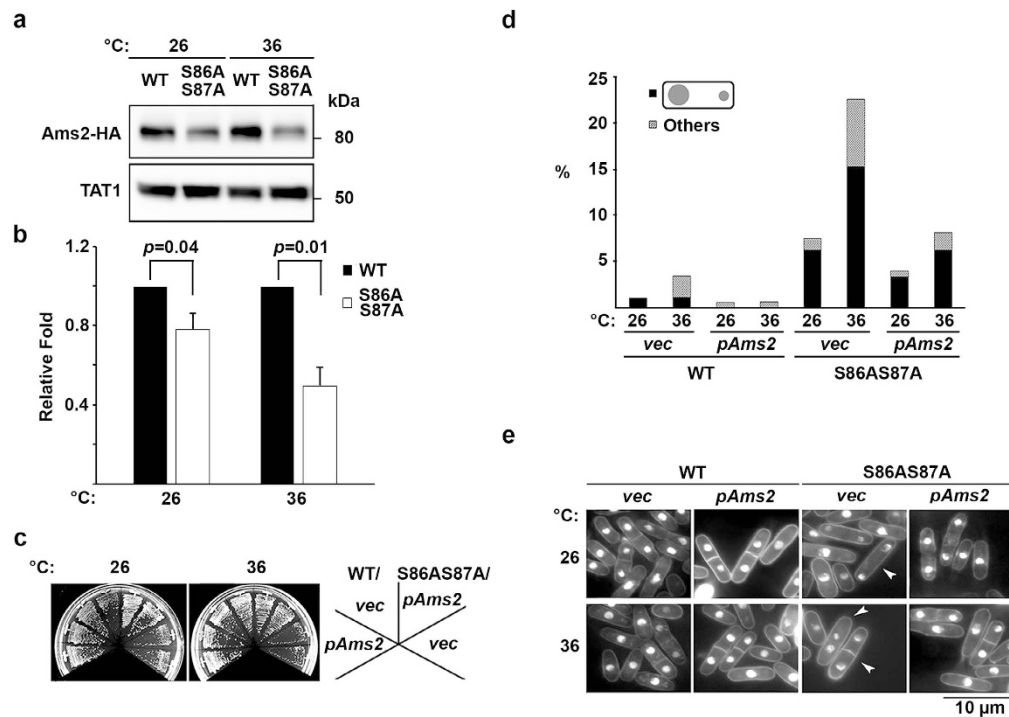 a
°C: 26 36
WT S86A S87A WT S86A S87A
kDa
Ams2-HA
80
TAT1
50
b
1.2
0.8
0.4
Relative Fold
p=0.04
p=0.01
WT
S86A
S87A
°C: 26 36
c
°C: 26 36
WT/ S86AS87A/
vec pAms2
pAms2 vec
d
25
20
15
10
5
%
Others
°C: 26 36 26 36 26 36 26 36
vec pAms2 vec pAms2
WT S86AS87A
e
WT S86AS87A
vec pAms2 vec pAms2
°C:
26
36
10 µm